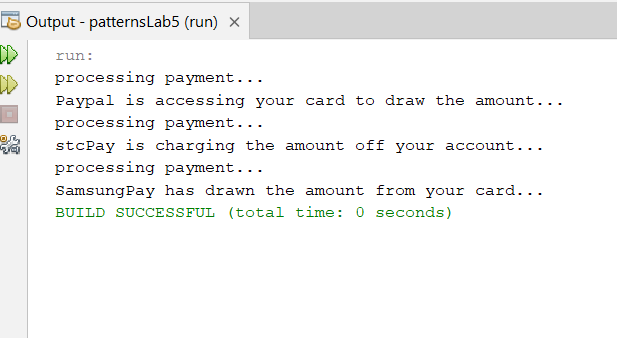 Output - patternsLab5 (run)
run:
processing payment...
Paypal is accessing your card to draw the amount...
processing payment...
stcPay is charging the amount off your account...
processing payment...
SamsungPay has drawn the amount from your card...
BUILD SUCCESSFUL (total time: 0 seconds)